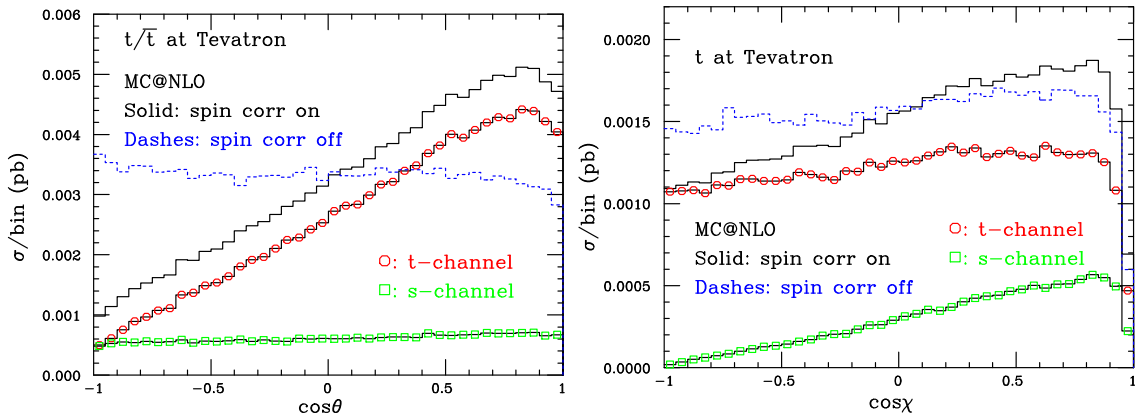 0.006
0.005
0.004
0.003
0.002
0.001
0.000
σ/bin (pb)
t/t̅ at Tevatron
MC@NLO
Solid: spin corr on
Dashes: spin corr off
: t−channel
: s−channel
−1
−0.5
0
0.5
1
cosθ
0.0020
0.0015
0.0010
0.0005
0.0000
σ/bin (pb)
t at Tevatron
MC@NLO
Solid: spin corr on
Dashes: spin corr off
: t−channel
: s−channel
−1
−0.5
0
0.5
1
cosχ